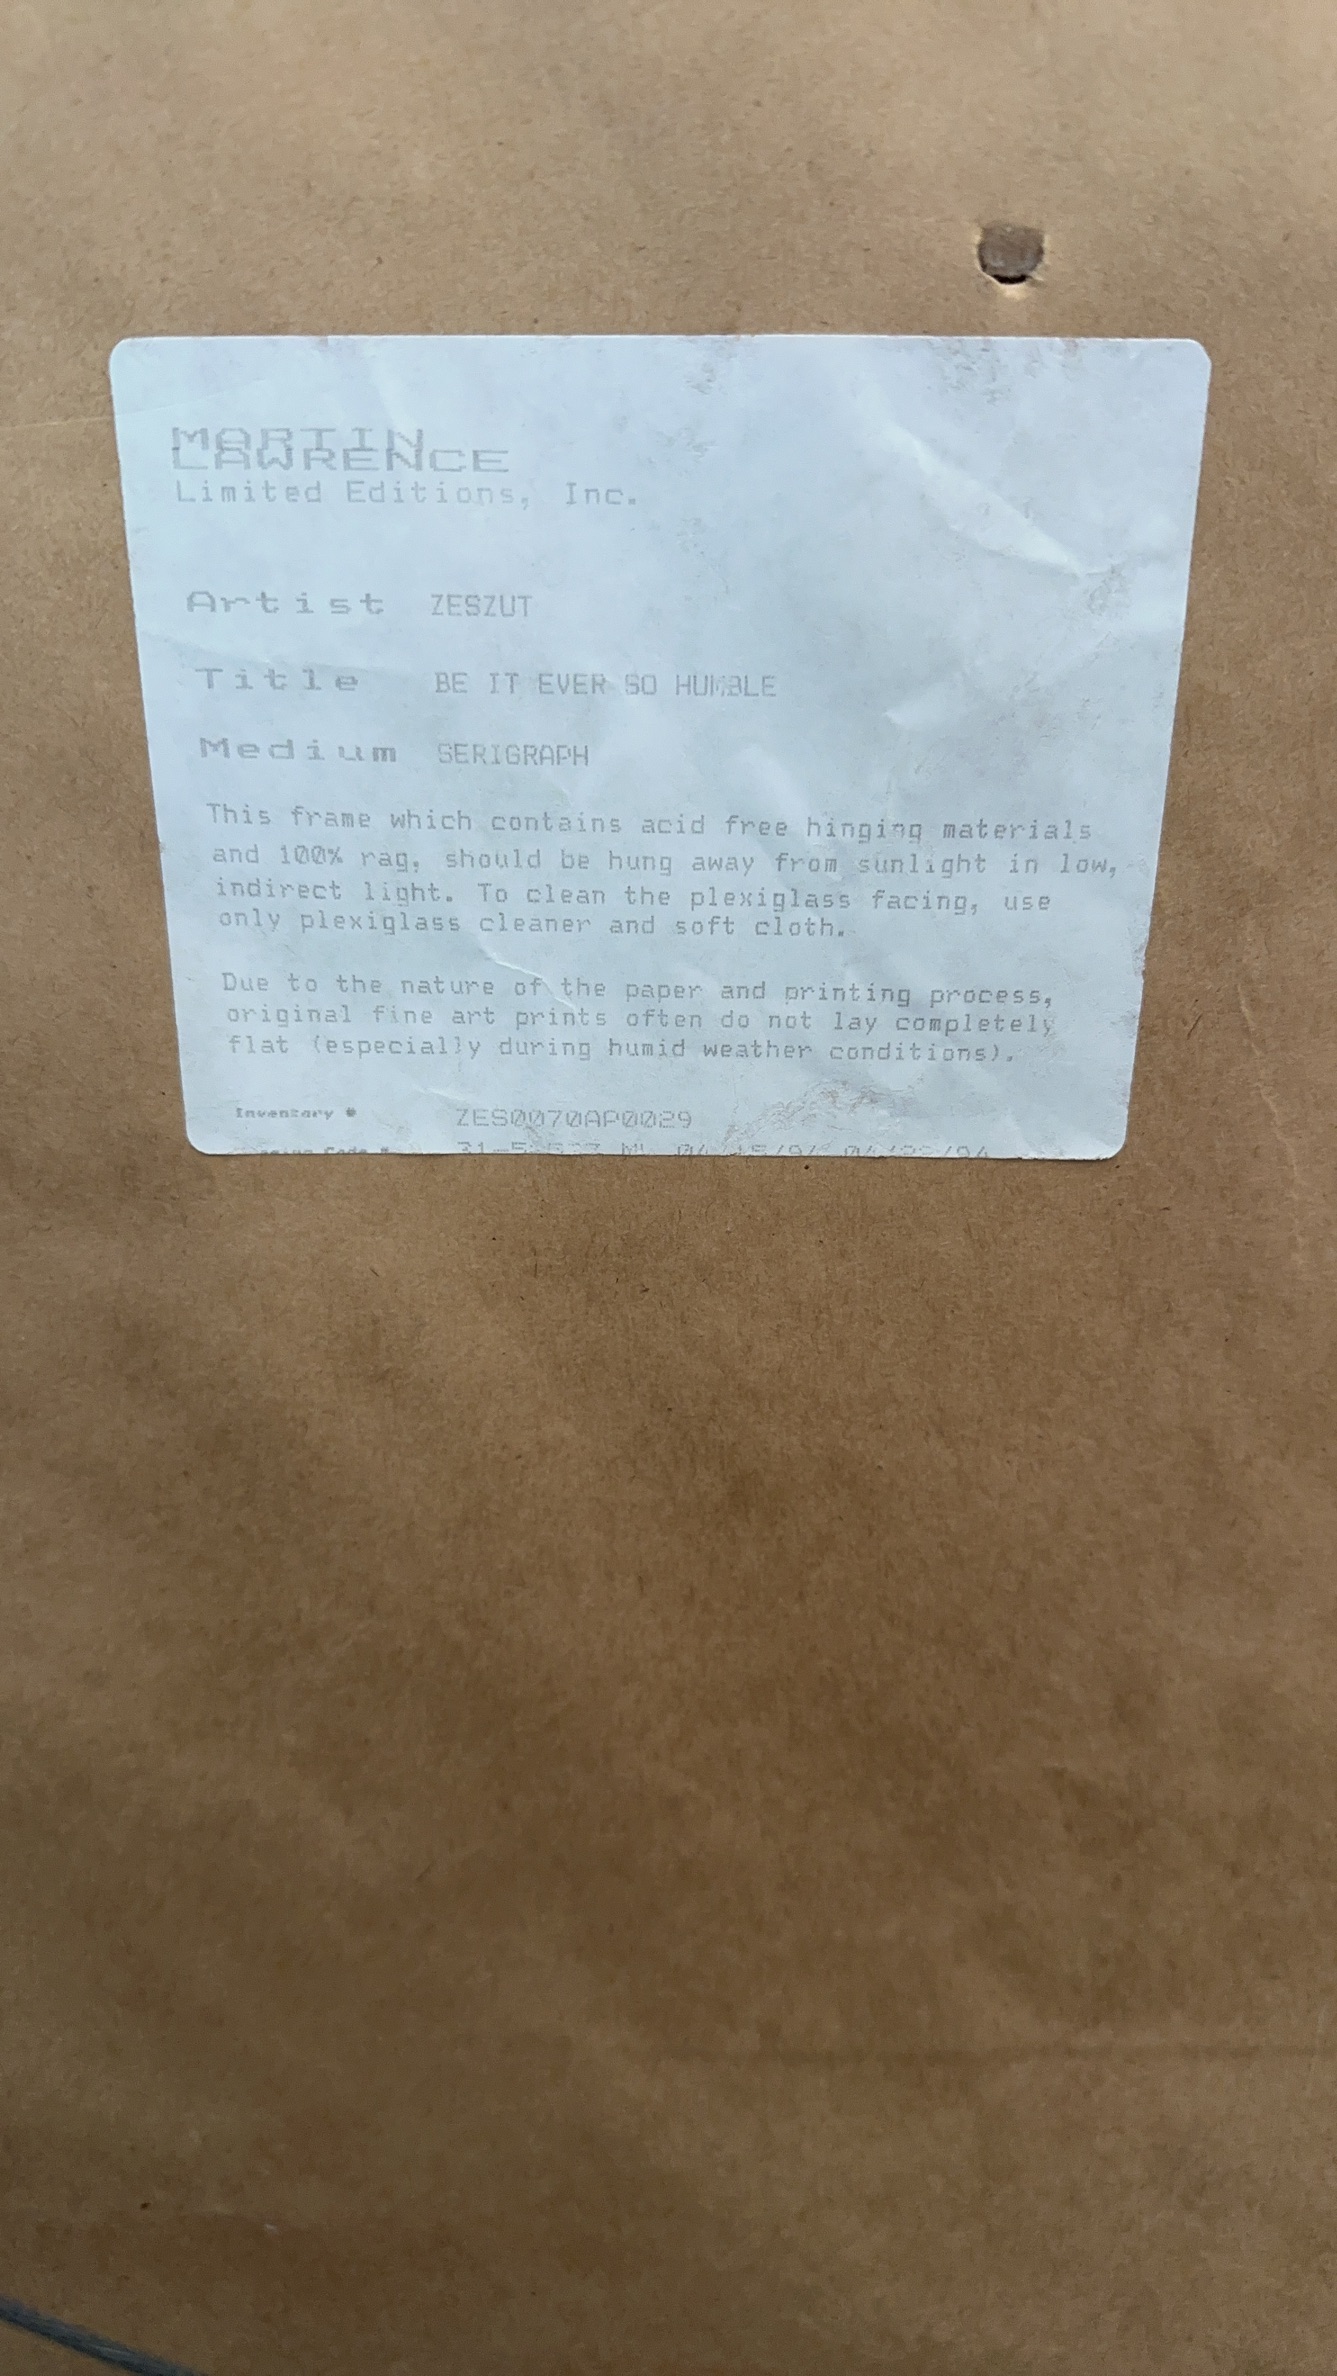 MARTIN
LAWRENCE
Limited Editions, Inc.
Artist ZESZUT
Title BE IT EVER SO HUMBLE
Medium SERIGRAPH
This frame which contains acid free hinging materials
and 100% rag, should be hung away from sunlight in low,
indirect light. To clean the plexiglass facing, use
only plexiglass cleaner and soft cloth.
Due to the nature of the paper and printing process,
original fine art prints often do not lay completely
flat (especially during humid weather conditions).
Inventary # ZES0070AP0029
Code #